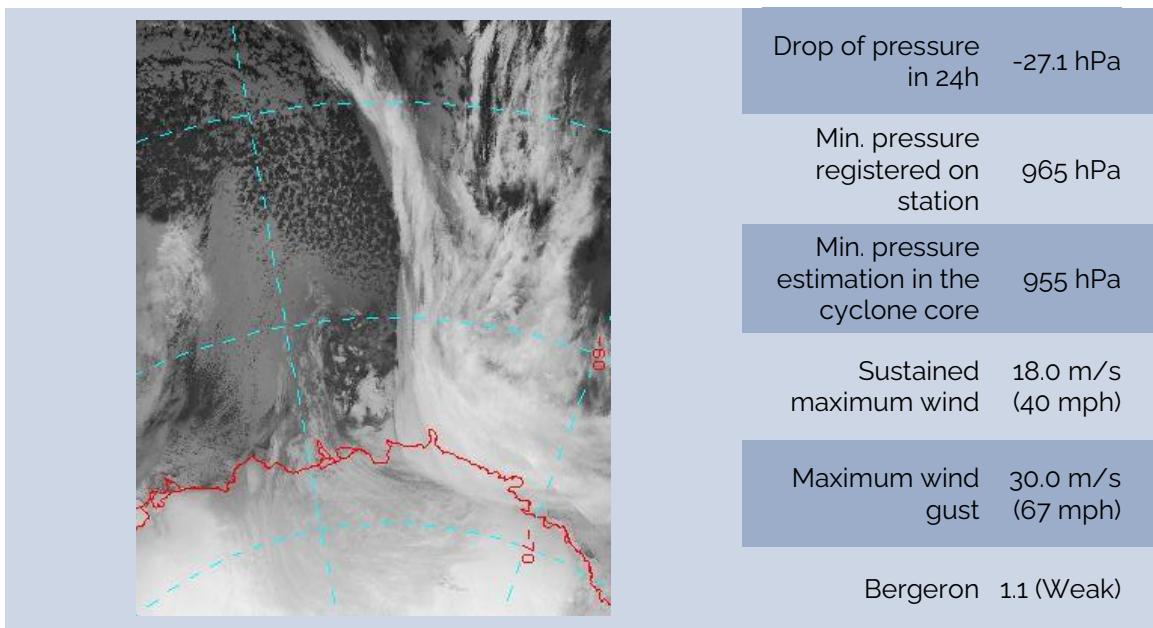 Drop of pressure
in 24h
-27.1 hPa
Min. pressure
registered on
station
965 hPa
Min. pressure
estimation in the
cyclone core
955 hPa
Sustained
maximum wind
18.0 m/s
(40 mph)
Maximum wind
gust
30.0 m/s
(67 mph)
Bergeron
1.1 (Weak)
-60
-70